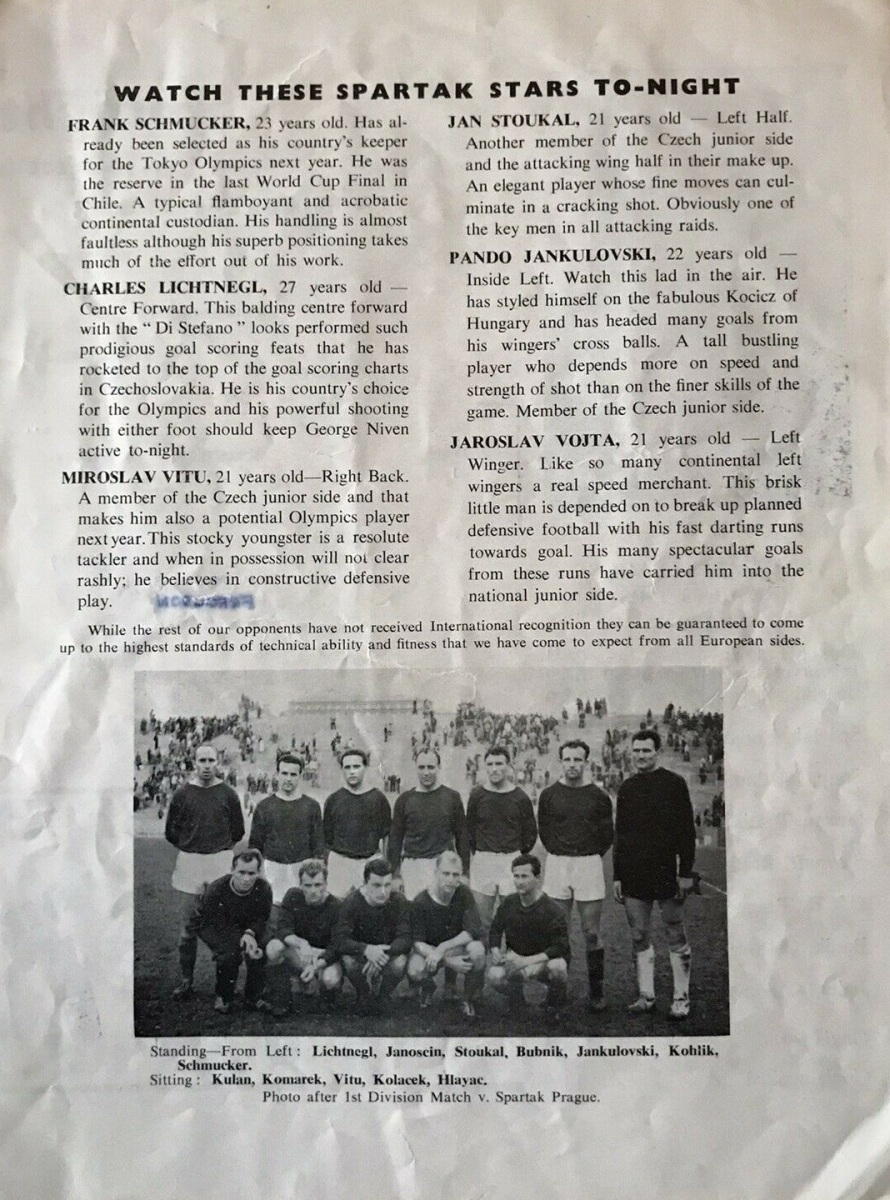 WATCH THESE SPARTAK STARS TO-NIGHT
FRANK SCHMUCKER, 23 years old. Has al-
ready been selected as his country's keeper
for the Tokyo Olympics next year. He was
the reserve in the last World Cup Final in
Chile. A typical flamboyant and acrobatic
continental custodian. His handling is almost
faultless although his superb positioning takes
much of the effort out of his work.
CHARLES LICHTNEGL, 27 years old —
Centre Forward. This balding centre forward
with the “ Di Stefano ” looks performed such
prodigious goal scoring feats that he has
rocketed to the top of the goal scoring charts
in Czechoslovakia. He is his country's choice
for the Olympics and his powerful shooting
with either foot should keep George Niven
active to-night.
MIROSLAV VITU, 21 years old—Right Back.
A member of the Czech junior side and that
makes him also a potential Olympics player
next year. This stocky youngster is a resolute
tackler and when in possession will not clear
rashly; he believes in constructive defensive
play.
JAN STOUKAL, 21 years old — Left Half.
Another member of the Czech junior side
and the attacking wing half in their make up.
An elegant player whose fine moves can cul-
minate in a cracking shot. Obviously one of
the key men in all attacking raids.
PANDO JANKULOVSKI, 22 years old —
Inside Left. Watch this lad in the air. He
has styled himself on the fabulous Kocicz of
Hungary and has headed many goals from
his wingers' cross balls. A tall bustling
player who depends more on speed and
strength of shot than on the finer skills of the
game. Member of the Czech junior side.
JAROSLAV VOJTA, 21 years old — Left
Winger. Like so many continental left
wingers a real speed merchant. This brisk
little man is depended on to break up planned
defensive football with his fast darting runs
towards goal. His many spectacular goals
from these runs have carried him into the
national junior side.
While the rest of our opponents have not received International recognition they can be guaranteed to come
up to the highest standards of technical ability and fitness that we have come to expect from all European sides.
Standing—From Left : Lichtnegl, Janoscin, Stoukal, Bubnik, Jankulovski, Kohlik,
Schmucker.
Sitting : Kulan, Komarek, Vitu, Kolacek, Hlavac.
Photo after 1st Division Match v. Spartak Prague.